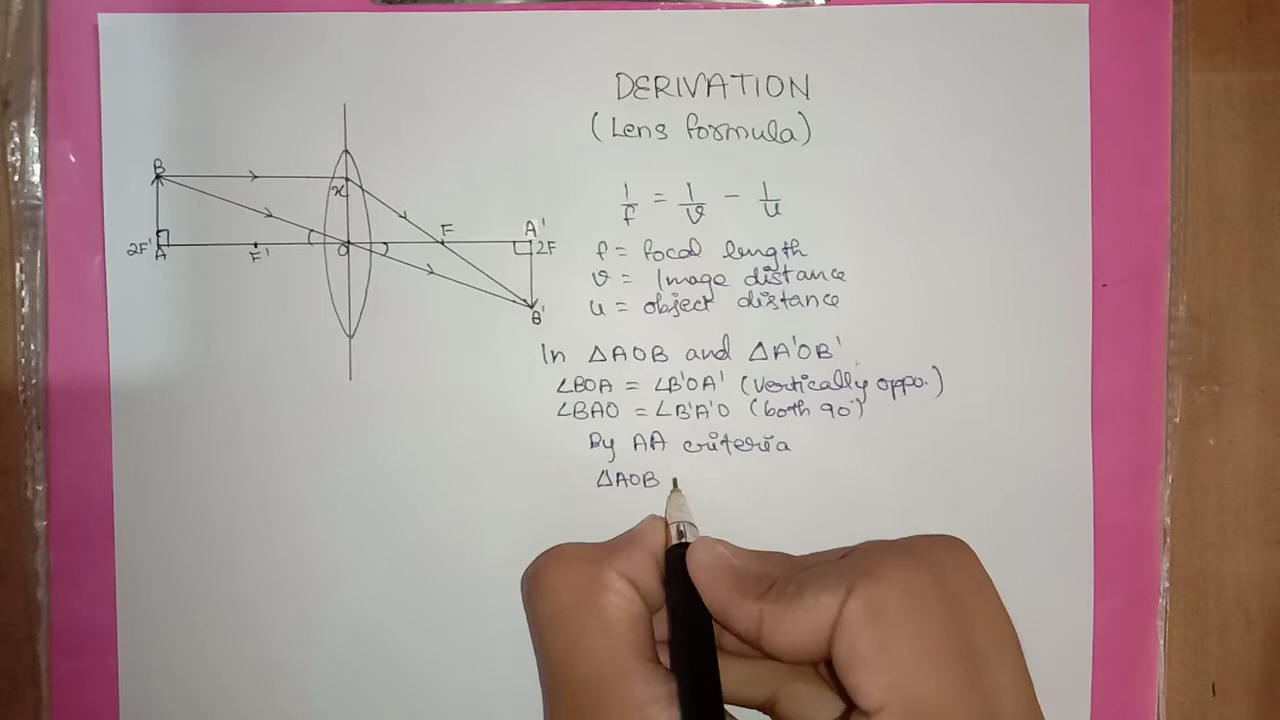 DERIVATION
(Lens formula)
1/f = 1/v - 1/u
f = focal length
v = Image distance
u = object distance
B
x
2F'
A
F'
O
F
A'
2F
B'
In ΔAOB and ΔA'OB'
∠BOA = ∠B'OA' (vertically oppo.)
∠BAO = ∠B'A'O (both 90°)
By AA criteria
ΔAOB